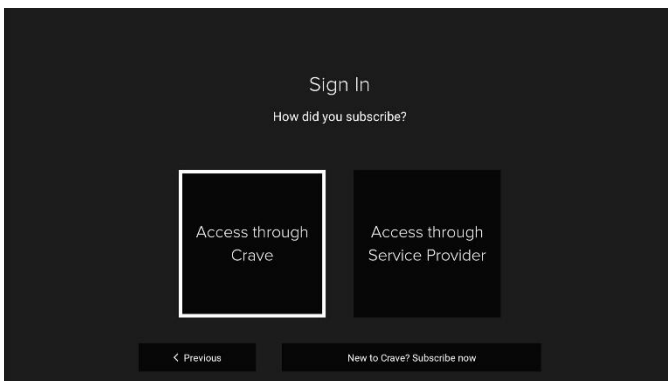 Sign In
How did you subscribe?
Access through
Crave
Access through
Service Provider
< Previous
New to Crave? Subscribe now